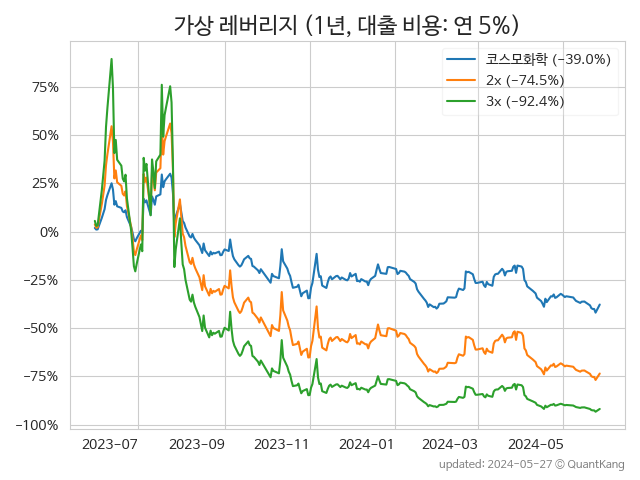 가상 레버리지 (1년, 대출 비용: 연 5%)
코스모화학 (−39.0%)
2x (−74.5%)
3x (−92.4%)
75%
50%
25%
0%
−25%
−50%
−75%
−100%
2023-07 2023-09 2023-11 2024-01 2024-03 2024-05
updated: 2024-05-27 © QuantKang